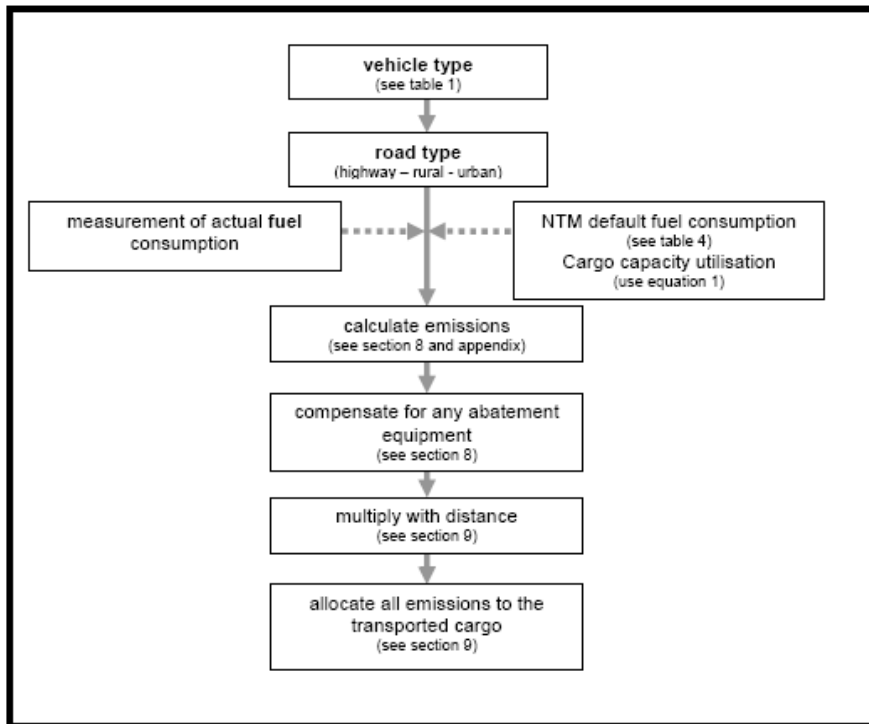 vehicle type
(see table 1)
road type
(highway – rural - urban)
measurement of actual fuel
consumption
NTM default fuel consumption
(see table 4)
Cargo capacity utilisation
(use equation 1)
calculate emissions
(see section 8 and appendix)
compensate for any abatement
equipment
(see section 8)
multiply with distance
(see section 9)
allocate all emissions to the
transported cargo
(see section 9)